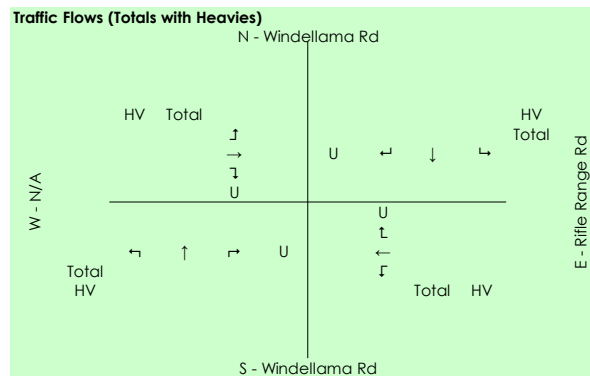 Traffic Flows (Totals with Heavies)
N - Windellama Rd
HV Total
HV
Total
U ↵ ↓ ↳
U
W - N/A
E - Rifle Range Rd
U
↰ ↑ ↱ U
←
Total
HV
Total HV
S - Windellama Rd